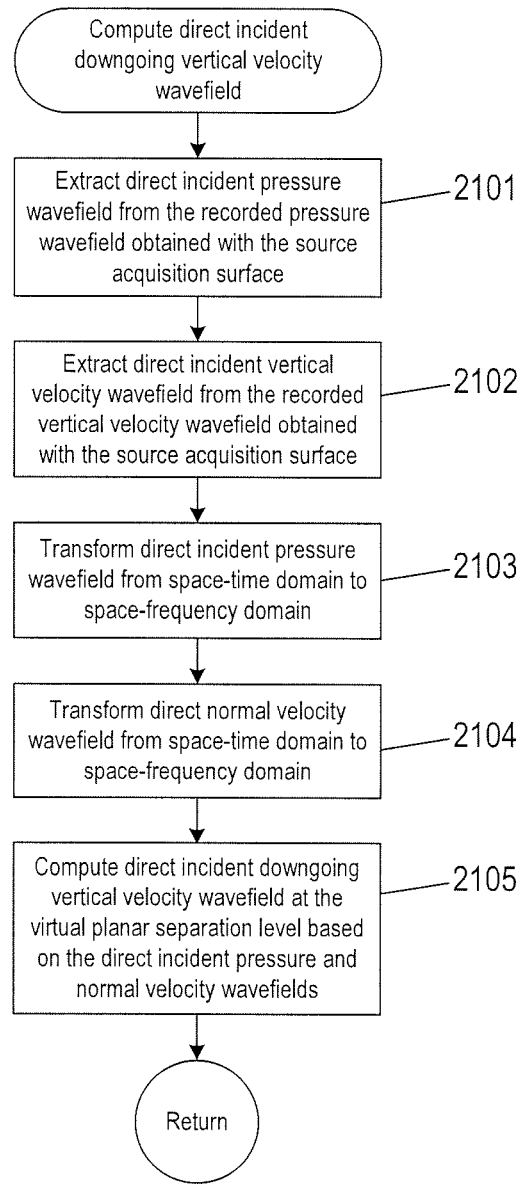 Compute direct incident
downgoing vertical velocity
wavefield
Extract direct incident pressure
wavefield from the recorded pressure
wavefield obtained with the source
acquisition surface
2101
Extract direct incident vertical
velocity wavefield from the recorded
vertical velocity wavefield obtained
with the source acquisition surface
2102
Transform direct incident pressure
wavefield from space-time domain to
space-frequency domain
2103
Transform direct normal velocity
wavefield from space-time domain to
space-frequency domain
2104
Compute direct incident downgoing
vertical velocity wavefield at the
virtual planar separation level based
on the direct incident pressure and
normal velocity wavefields
2105
Return